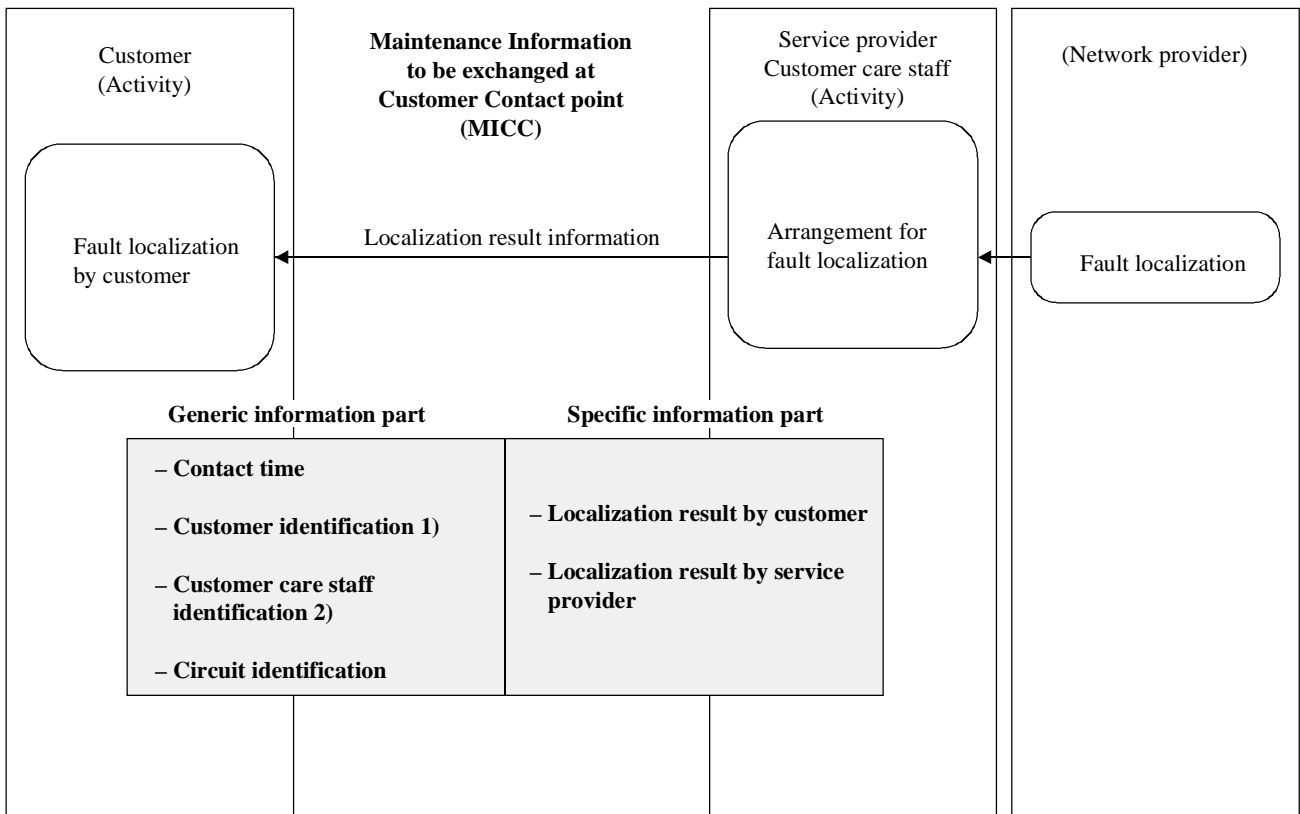 Customer
(Activity)
Maintenance Information
to be exchanged at
Customer Contact point
(MICC)
Service provider
Customer care staff
(Activity)
(Network provider)
Fault localization
by customer
Localization result information
Arrangement for
fault localization
Fault localization
Generic information part
– Contact time
– Customer identification 1)
– Customer care staff
identification 2)
– Circuit identification
Specific information part
– Localization result by customer
– Localization result by service
provider